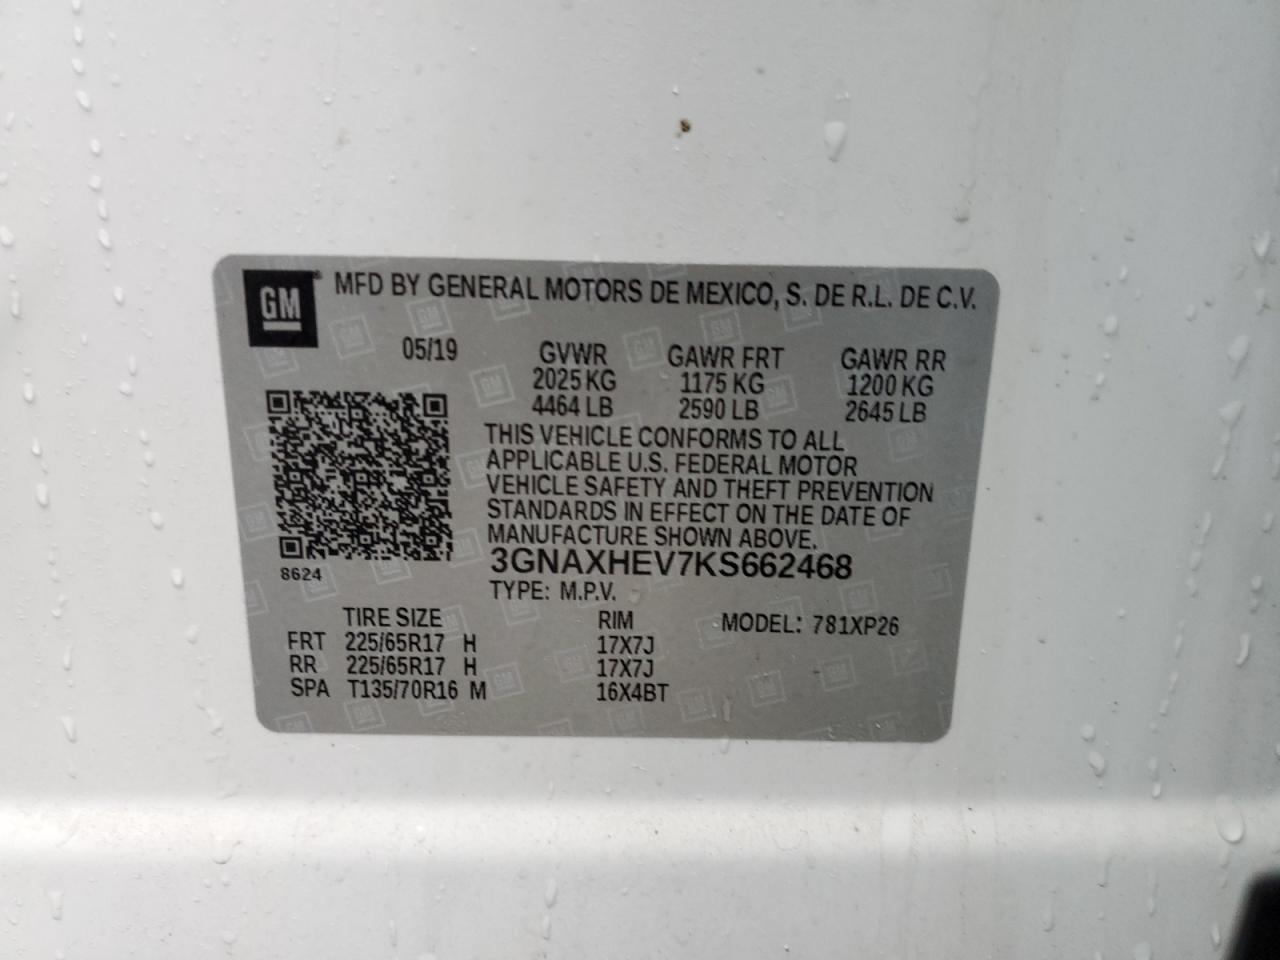 GM® MFD BY GENERAL MOTORS DE MEXICO, S. DE R.L. DE C.V.
05/19 GVWR GAWR FRT GAWR RR
2025 KG 1175 KG 1200 KG
4464 LB 2590 LB 2645 LB
THIS VEHICLE CONFORMS TO ALL
APPLICABLE U.S. FEDERAL MOTOR
VEHICLE SAFETY AND THEFT PREVENTION
STANDARDS IN EFFECT ON THE DATE OF
MANUFACTURE SHOWN ABOVE.
3GNAXHEV7KS662468
8624
TYPE: M.P.V.
TIRE SIZE RIM MODEL: 781XP26
FRT 225/65R17 H 17X7J
RR 225/65R17 H 17X7J
SPA T135/70R16 M 16X4BT